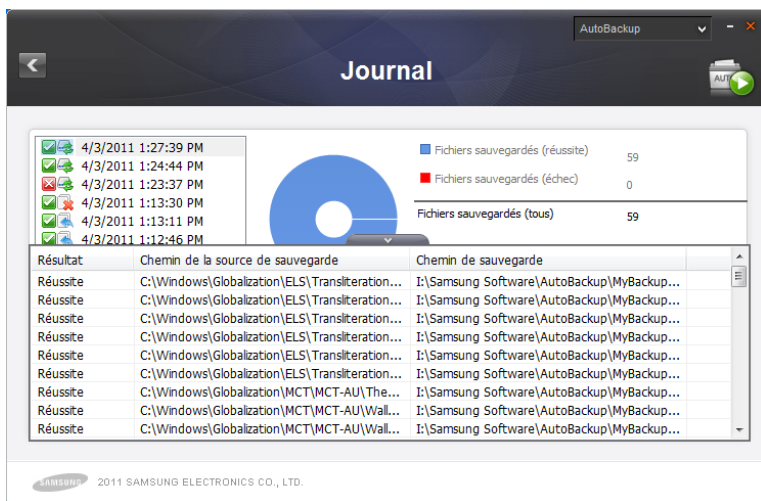 AutoBackup
Journal
AUT
4/3/2011 1:27:39 PM
4/3/2011 1:24:44 PM
4/3/2011 1:23:37 PM
4/3/2011 1:13:30 PM
4/3/2011 1:13:11 PM
4/3/2011 1:12:46 PM
Fichiers sauvegardés (réussite) 59
Fichiers sauvegardés (échec) 0
Fichiers sauvegardés (tous) 59
Résultat Chemin de la source de sauvegarde Chemin de sauvegarde
Réussite C:\Windows\Globalization\ELS\Transliteration... I:\Samsung Software\AutoBackup\MyBackup...
Réussite C:\Windows\Globalization\ELS\Transliteration... I:\Samsung Software\AutoBackup\MyBackup...
Réussite C:\Windows\Globalization\ELS\Transliteration... I:\Samsung Software\AutoBackup\MyBackup...
Réussite C:\Windows\Globalization\ELS\Transliteration... I:\Samsung Software\AutoBackup\MyBackup...
Réussite C:\Windows\Globalization\ELS\Transliteration... I:\Samsung Software\AutoBackup\MyBackup...
Réussite C:\Windows\Globalization\ELS\Transliteration... I:\Samsung Software\AutoBackup\MyBackup...
Réussite C:\Windows\Globalization\MCT\MCT-AU\The... I:\Samsung Software\AutoBackup\MyBackup...
Réussite C:\Windows\Globalization\MCT\MCT-AU\Wall... I:\Samsung Software\AutoBackup\MyBackup...
Réussite C:\Windows\Globalization\MCT\MCT-AU\Wall... I:\Samsung Software\AutoBackup\MyBackup...
SAMSUNG 2011 SAMSUNG ELECTRONICS CO., LTD.